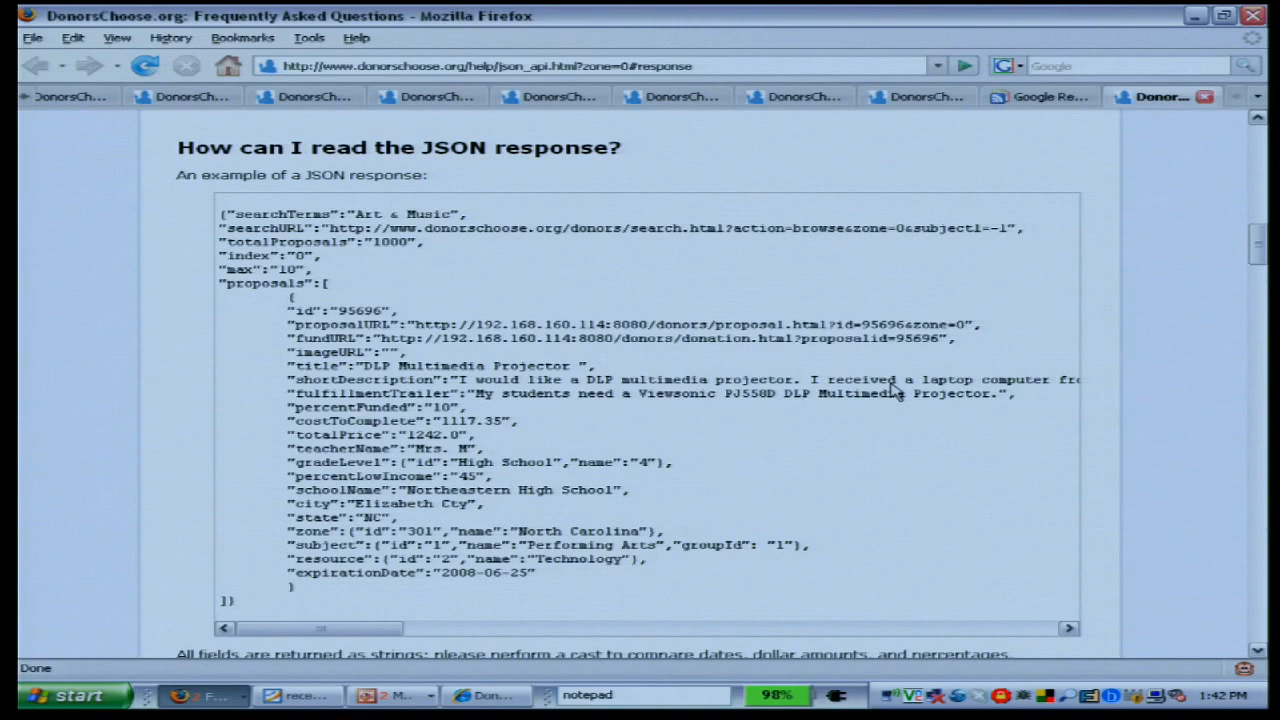 DonorsChoose.org: Frequently Asked Questions - Mozilla Firefox
File Edit View History Bookmarks Tools Help
http://www.donorschoose.org/help/json_api.html?zone=0#response
Google
DonorsCh... DonorsCh... DonorsCh... DonorsCh... DonorsCh... DonorsCh... DonorsCh... DonorsCh... Google Re... Donor...
How can I read the JSON response?
An example of a JSON response:
{"searchTerms":"Art & Music",
"searchURL":"http://www.donorschoose.org/donors/search.html?action=browse&zone=0&subject1=-1",
"totalProposals":"1000",
"index":"0",
"max":"10",
"proposals":[
{
"id":"95696",
"proposalURL":"http://192.168.160.114:8080/donors/proposal.html?id=95696&zone=0",
"fundURL":"http://192.168.160.114:8080/donors/donation.html?proposalid=95696",
"imageURL":"",
"title":"DLP Multimedia Projector ",
"shortDescription":"I would like a DLP multimedia projector. I received a laptop computer fro
"fulfillmentTrailer":"My students need a Viewsonic PJ558D DLP Multimedia Projector.",
"percentFunded":"10",
"costToComplete":"1117.35",
"totalPrice":"1242.0",
"teacherName":"Mrs. M",
"gradeLevel":{"id":"High School","name":"4"},
"percentLowIncome":"45",
"schoolName":"Northeastern High School",
"city":"Elizabeth Cty",
"state":"NC",
"zone":{"id":"301","name":"North Carolina"},
"subject":{"id":"1","name":"Performing Arts","groupId": "1"},
"resource":{"id":"2","name":"Technology"},
"expirationDate":"2008-06-25"
}
]}
All fields are returned as strings; please perform a cast to compare dates, dollar amounts, and percentages.
Done
start
2 F...
rece...
2 M...
Don...
notepad
98%
1:42 PM